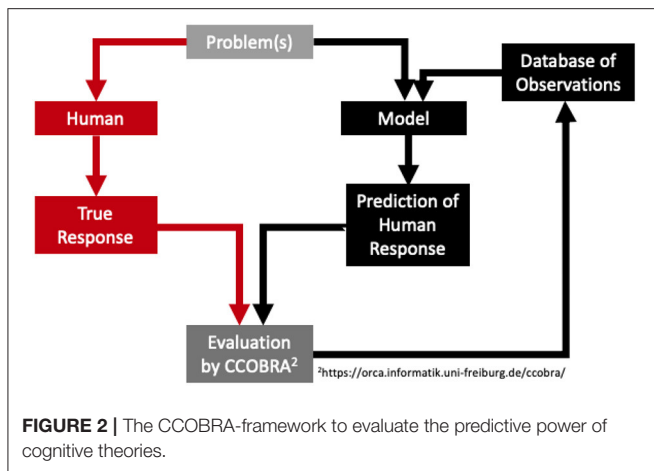 Problem(s)
Database of
Observations
Human
Model
True
Response
Prediction of
Human
Response
Evaluation
by CCOBRA²
²https://orca.informatik.uni-freiburg.de/ccobra/
FIGURE 2 | The CCOBRA-framework to evaluate the predictive power of
cognitive theories.